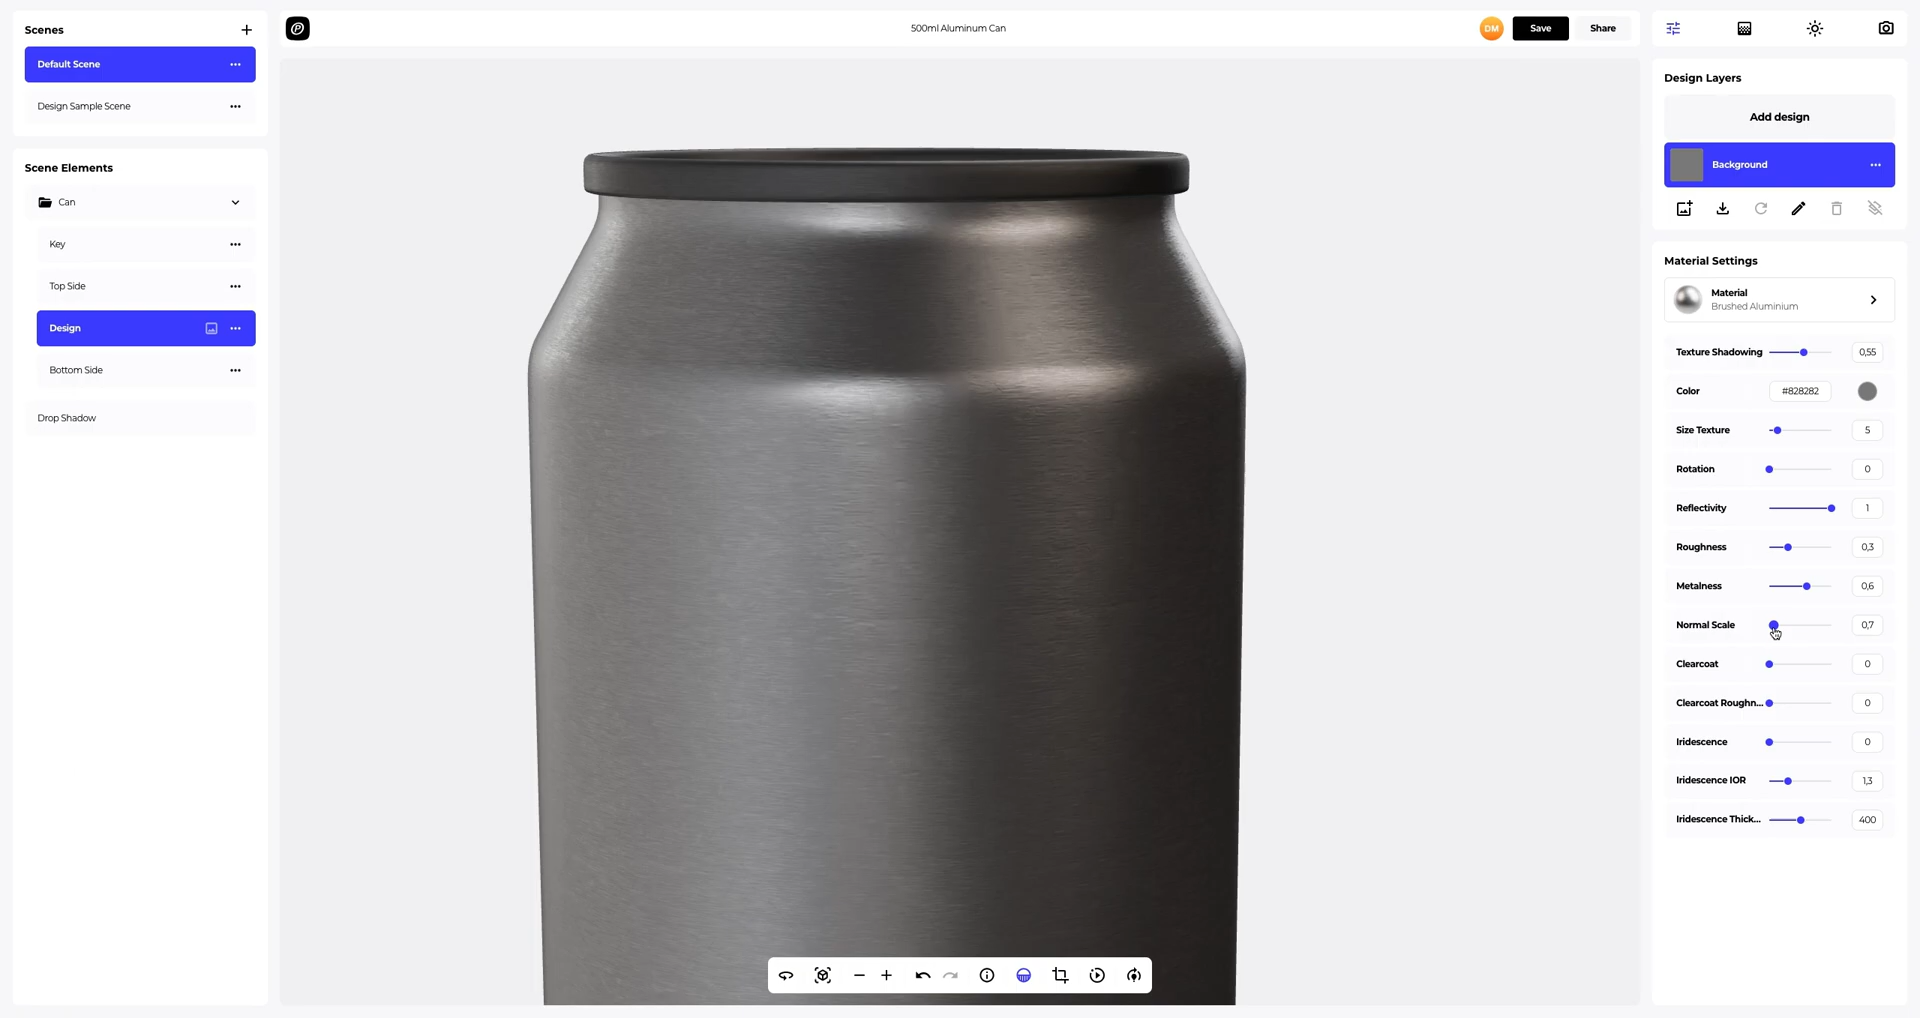 Scenes
Default Scene
Design Sample Scene
Scene Elements
Can
Key
Top Side
Design
Bottom Side
Drop Shadow
500ml Aluminum Can
DM
Save
Share
Design Layers
Add design
Background
Material Settings
Material
Brushed Aluminium
Texture Shadowing 0,55
Color #828282
Size Texture 5
Rotation 0
Reflectivity 1
Roughness 0,3
Metalness 0,6
Normal Scale 0,7
Clearcoat 0
Clearcoat Roughn... 0
Iridescence 0
Iridescence IOR 1,3
Iridescence Thick... 400